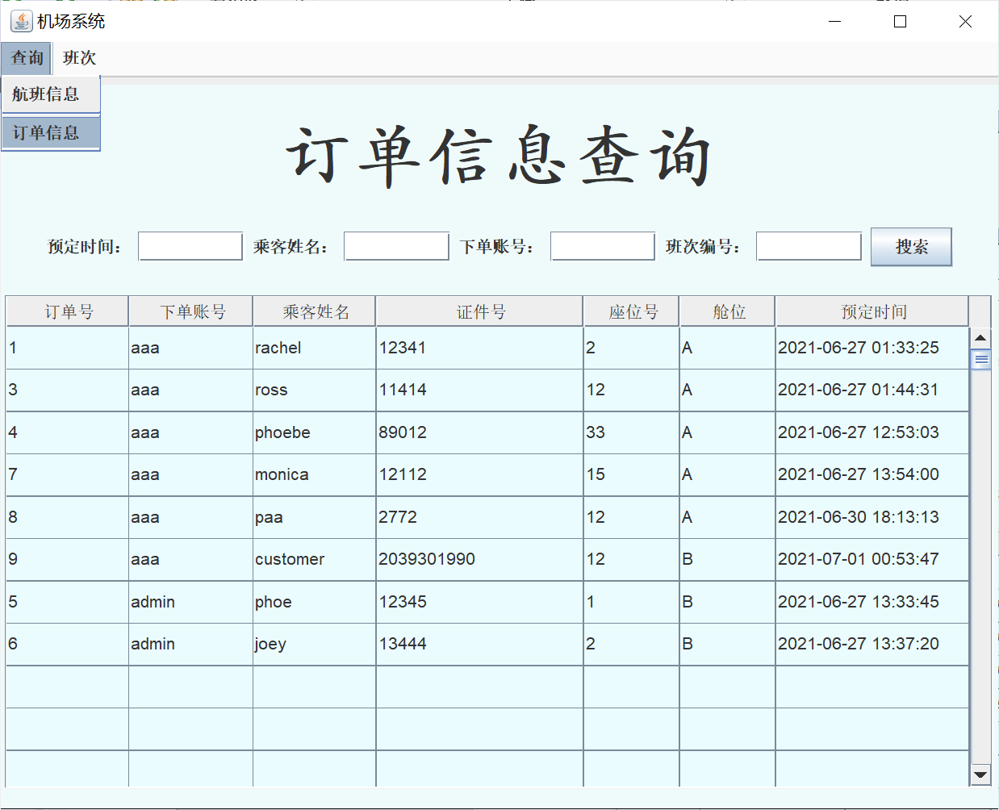 机场系统
查询 班次
航班信息
订单信息
订单信息查询
预定时间： 乘客姓名： 下单账号： 班次编号： 搜索
订单号 下单账号 乘客姓名 证件号 座位号 舱位 预定时间
1 aaa rachel 12341 2 A 2021-06-27 01:33:25
3 aaa ross 11414 12 A 2021-06-27 01:44:31
4 aaa phoebe 89012 33 A 2021-06-27 12:53:03
7 aaa monica 12112 15 A 2021-06-27 13:54:00
8 aaa paa 2772 12 A 2021-06-30 18:13:13
9 aaa customer 2039301990 12 B 2021-07-01 00:53:47
5 admin phoe 12345 1 B 2021-06-27 13:33:45
6 admin joey 13444 2 B 2021-06-27 13:37:20